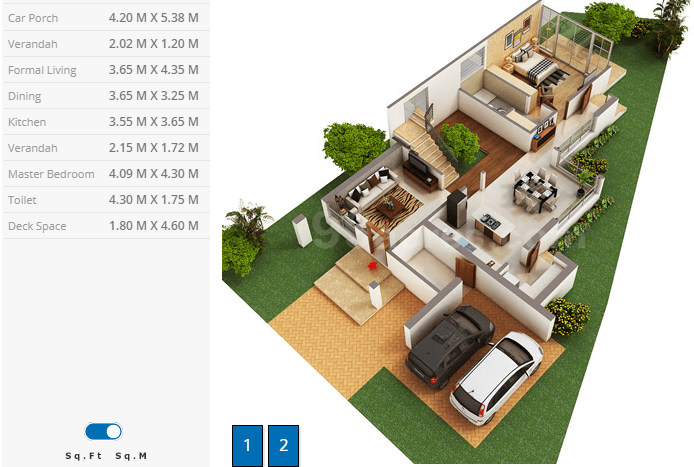 Car Porch 4.20 M X 5.38 M
Verandah 2.02 M X 1.20 M
Formal Living 3.65 M X 4.35 M
Dining 3.65 M X 3.25 M
Kitchen 3.55 M X 3.65 M
Verandah 2.15 M X 1.72 M
Master Bedroom 4.09 M X 4.30 M
Toilet 4.30 M X 1.75 M
Deck Space 1.80 M X 4.60 M
Sq.Ft Sq.M
1 2